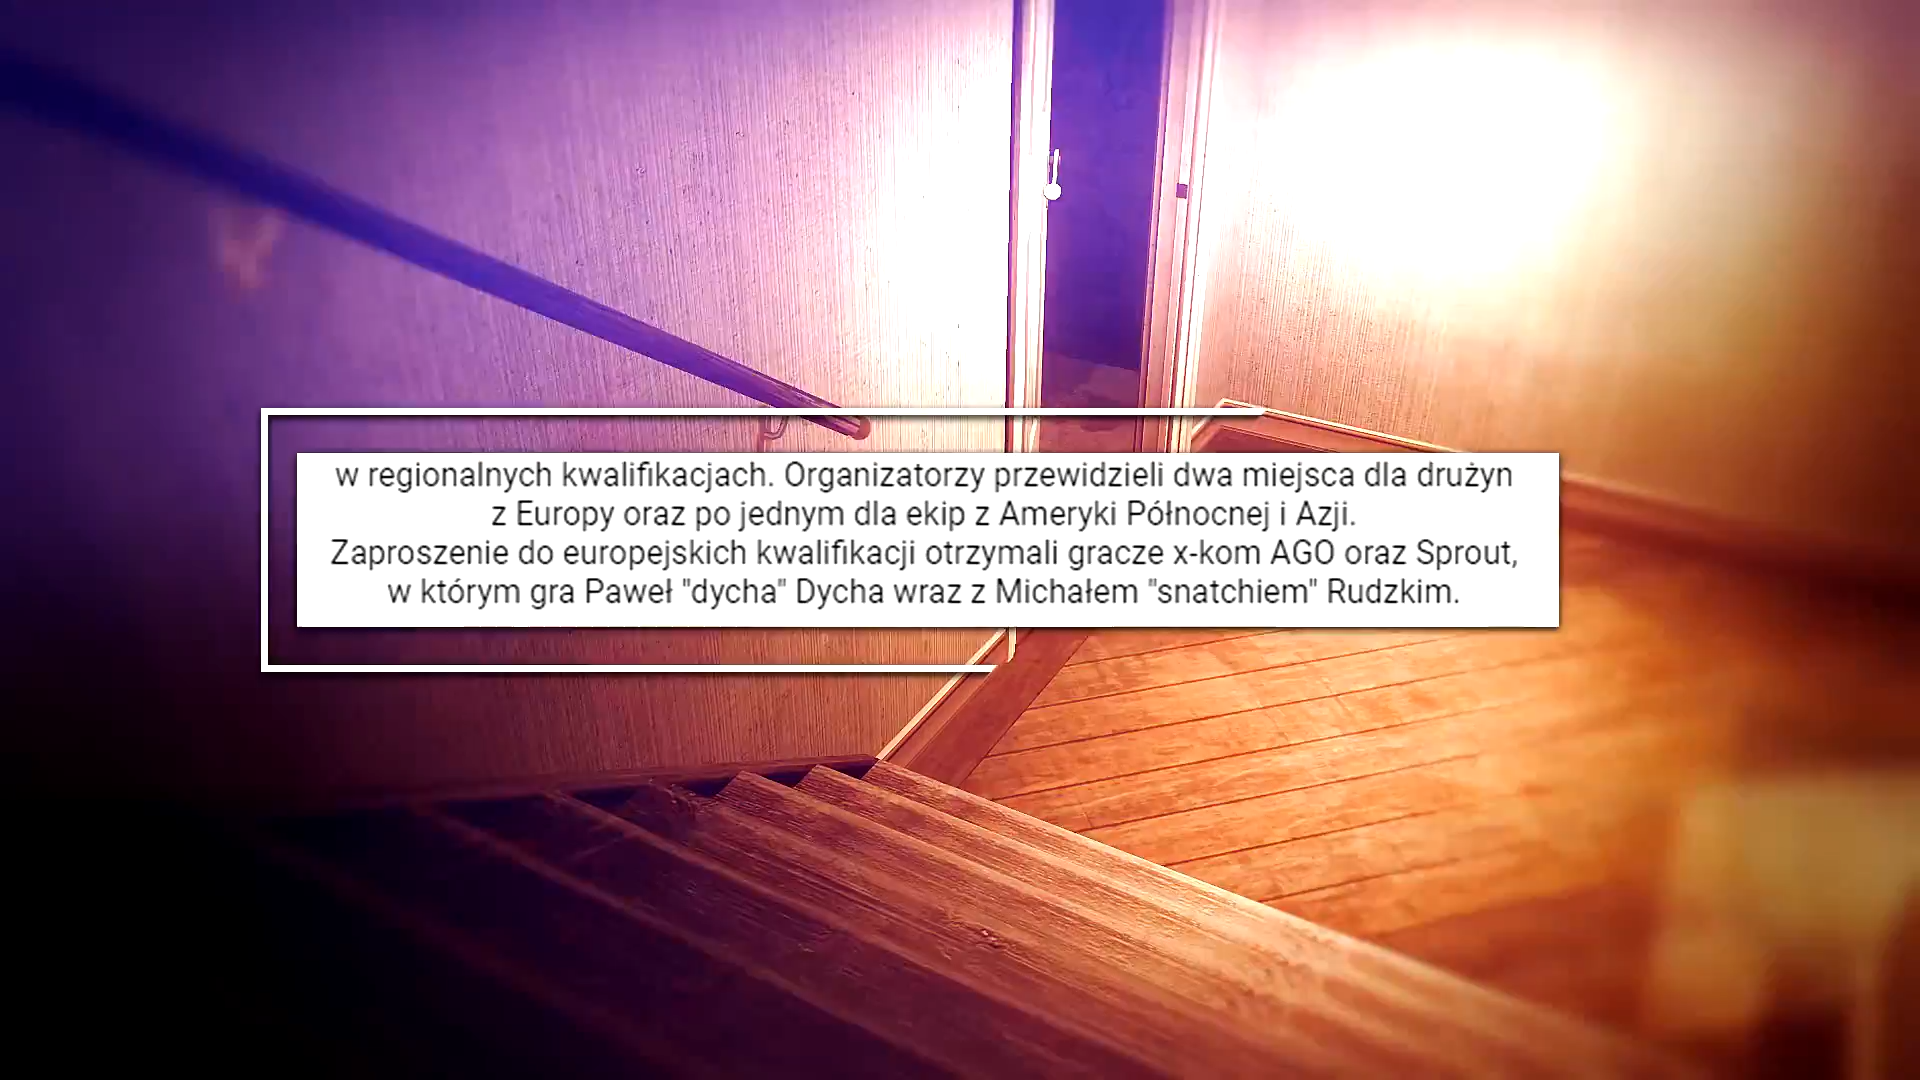 w regionalnych kwalifikacjach. Organizatorzy przewidzieli dwa miejsca dla drużyn
z Europy oraz po jednym dla ekip z Ameryki Północnej i Azji.
Zaproszenie do europejskich kwalifikacji otrzymali gracze x-kom AGO oraz Sprout,
w którym gra Paweł "dycha" Dycha wraz z Michałem "snatchiem" Rudzkim.